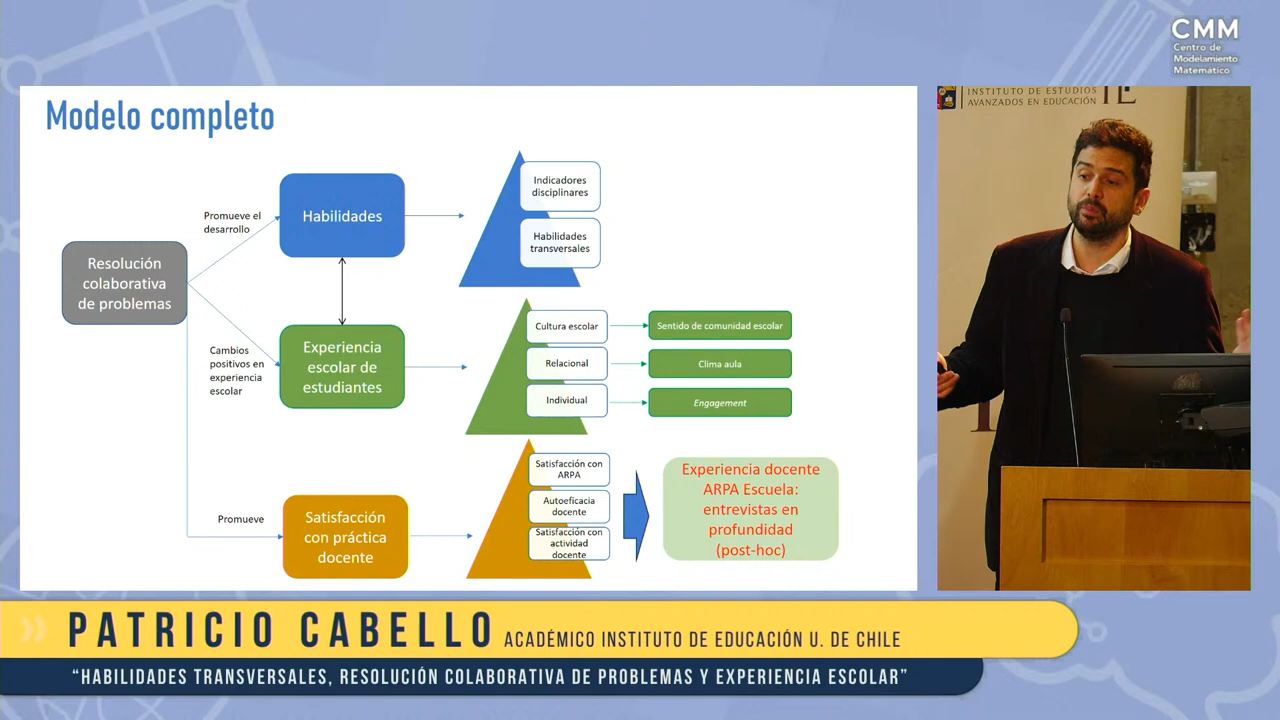 CMM
Centro de
Modelamiento
Matemático
INSTITUTO DE ESTUDIOS
AVANZADOS EN EDUCACIÓN
IE
Modelo completo
Resolución
colaborativa
de problemas
Promueve el
desarrollo
Habilidades
Indicadores
disciplinares
Habilidades
transversales
Cambios
positivos en
experiencia
escolar
Experiencia
escolar de
estudiantes
Cultura escolar
Sentido de comunidad escolar
Relacional
Clima aula
Individual
Engagement
Promueve
Satisfacción
con práctica
docente
Satisfacción con
ARPA
Autoeficacia
docente
Satisfacción con
actividad
docente
Experiencia docente
ARPA Escuela:
entrevistas en
profundidad
(post-hoc)
PATRICIO CABELLO ACADÉMICO INSTITUTO DE EDUCACIÓN U. DE CHILE
“HABILIDADES TRANSVERSALES, RESOLUCIÓN COLABORATIVA DE PROBLEMAS Y EXPERIENCIA ESCOLAR”